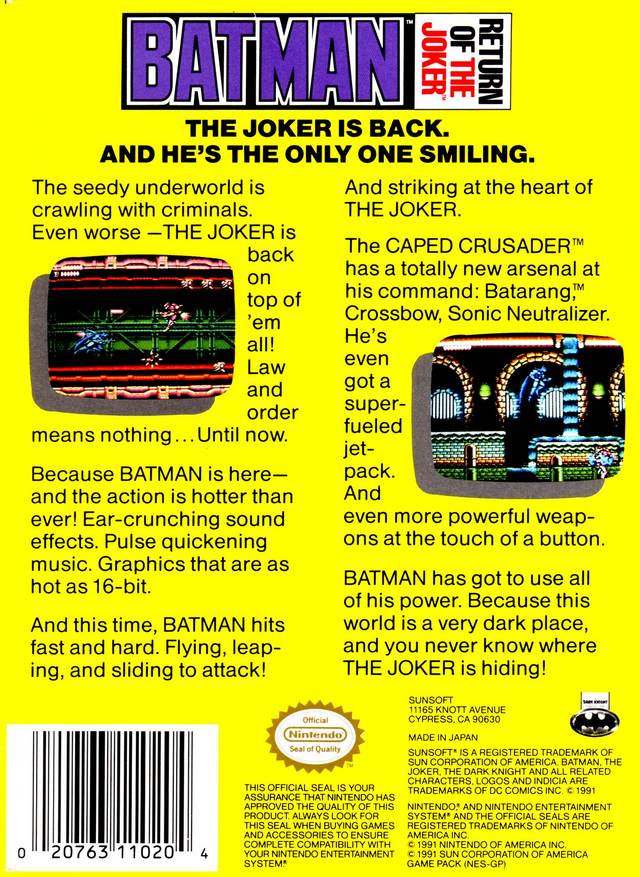 BATMAN™
RETURN
OF THE
JOKER™
THE JOKER IS BACK.
AND HE'S THE ONLY ONE SMILING.
The seedy underworld is
crawling with criminals.
Even worse —THE JOKER is
back
on
top of
'em
all!
Law
and
order
means nothing...Until now.
Because BATMAN is here—
and the action is hotter than
ever! Ear-crunching sound
effects. Pulse quickening
music. Graphics that are as
hot as 16-bit.
And this time, BATMAN hits
fast and hard. Flying, leap-
ing, and sliding to attack!
And striking at the heart of
THE JOKER.
The CAPED CRUSADER™
has a totally new arsenal at
his command: Batarang,™
Crossbow, Sonic Neutralizer.
He's
even
got a
super-
fueled
jet-
pack.
And
even more powerful weap-
ons at the touch of a button.
BATMAN has got to use all
of his power. Because this
world is a very dark place,
and you never know where
THE JOKER is hiding!
0 20763 11020 4
Official
Nintendo
Seal of Quality
™
THIS OFFICIAL SEAL IS YOUR
ASSURANCE THAT NINTENDO HAS
APPROVED THE QUALITY OF THIS
PRODUCT. ALWAYS LOOK FOR
THIS SEAL WHEN BUYING GAMES
AND ACCESSORIES TO ENSURE
COMPLETE COMPATIBILITY WITH
YOUR NINTENDO ENTERTAINMENT
SYSTEM.®
SUNSOFT
11165 KNOTT AVENUE
CYPRESS, CA 90630
DARK KNIGHT
MADE IN JAPAN
SUNSOFT® IS A REGISTERED TRADEMARK OF
SUN CORPORATION OF AMERICA. BATMAN, THE
JOKER, THE DARK KNIGHT AND ALL RELATED
CHARACTERS, LOGOS AND INDICIA ARE
TRADEMARKS OF DC COMICS INC. © 1991
NINTENDO,® AND NINTENDO ENTERTAINMENT
SYSTEM® AND THE OFFICIAL SEALS ARE
REGISTERED TRADEMARKS OF NINTENDO OF
AMERICA INC.
© 1991 NINTENDO OF AMERICA INC.
© 1991 SUN CORPORATION OF AMERICA
GAME PACK (NES-GP)